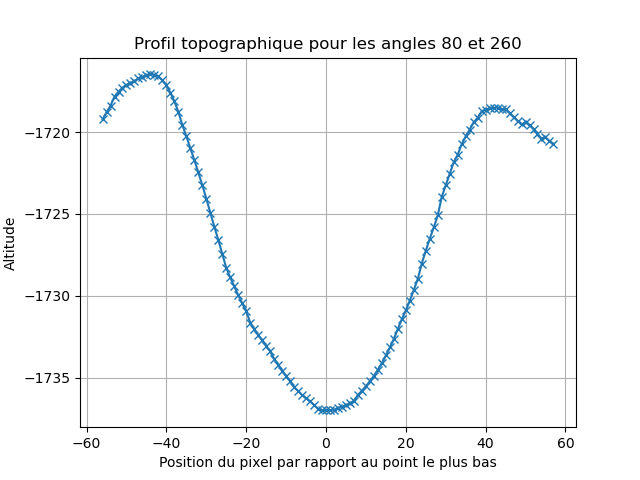 Profil topographique pour les angles 80 et 260
Altitude
−1720
−1725
−1730
−1735
−60 −40 −20 0 20 40 60
Position du pixel par rapport au point le plus bas